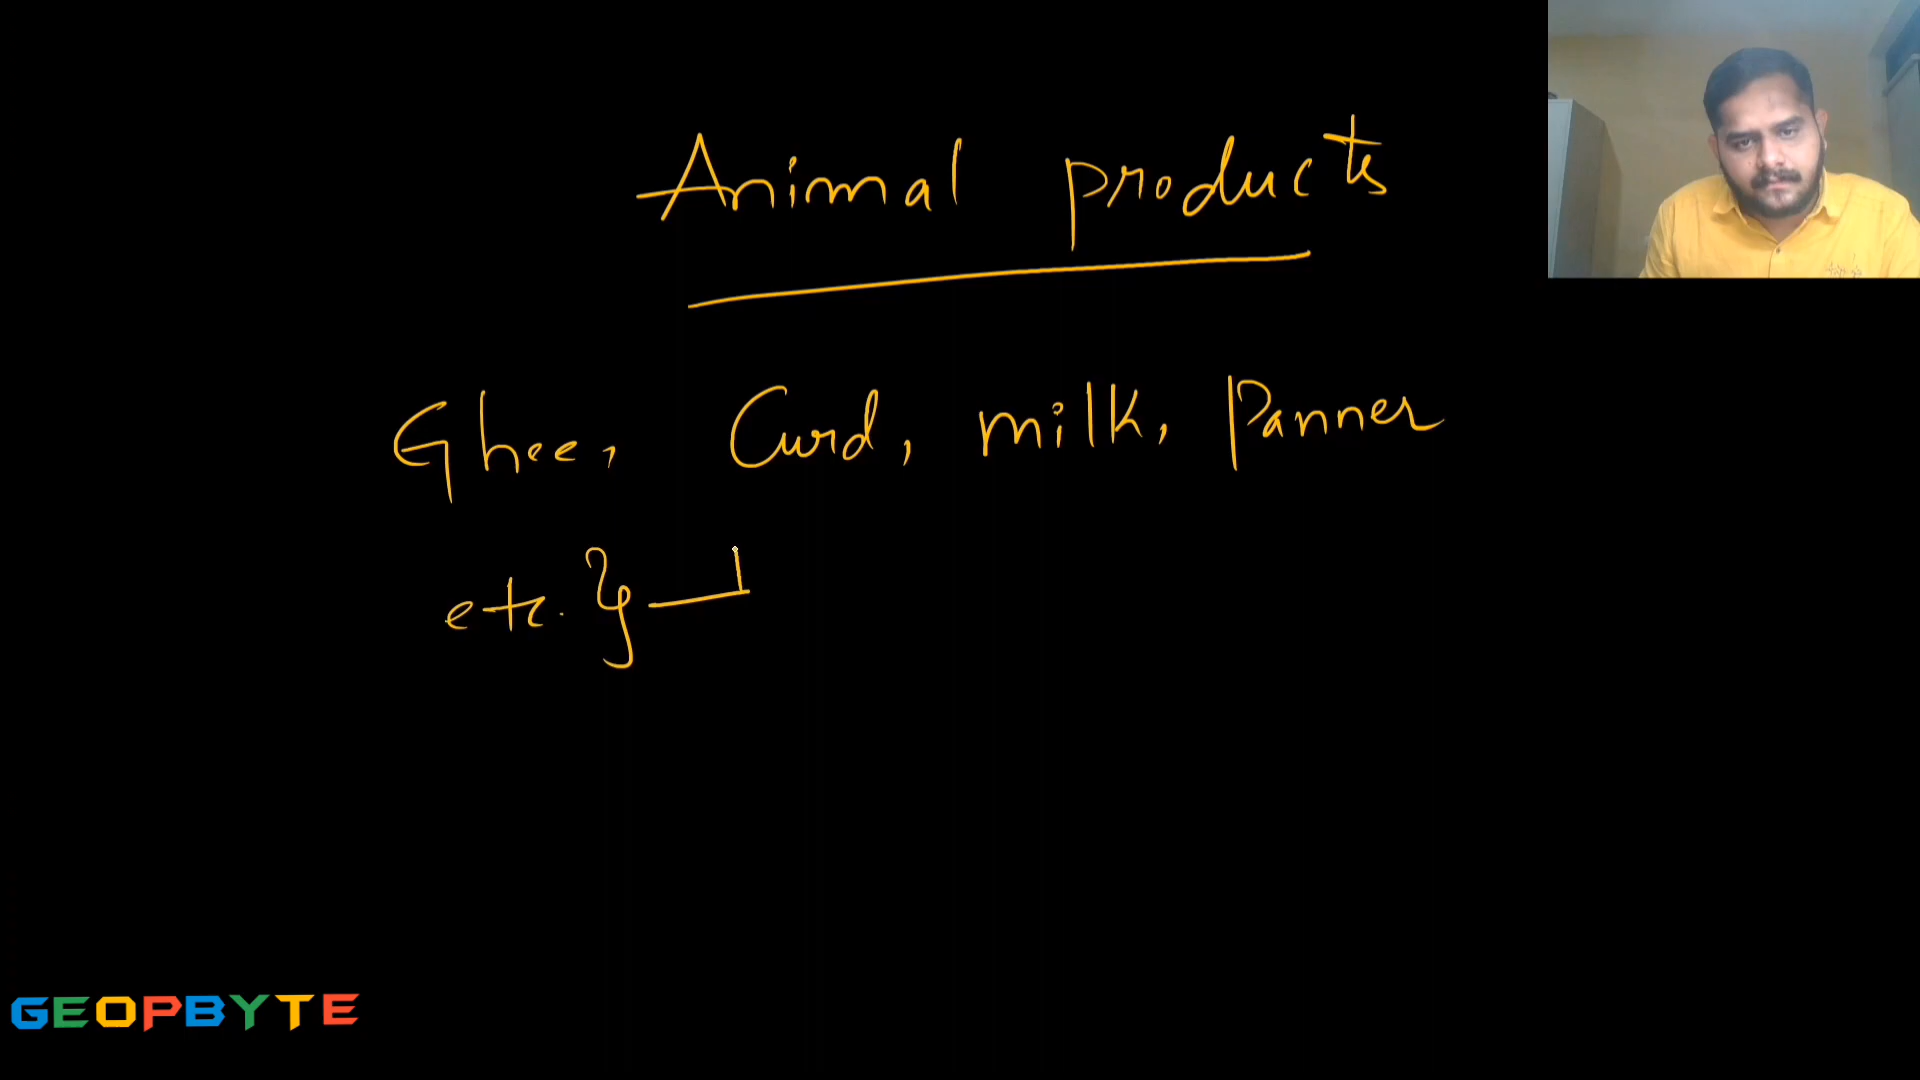 Animal products
Ghee, Curd, milk, Panner
etc. }
GEOPBYTE